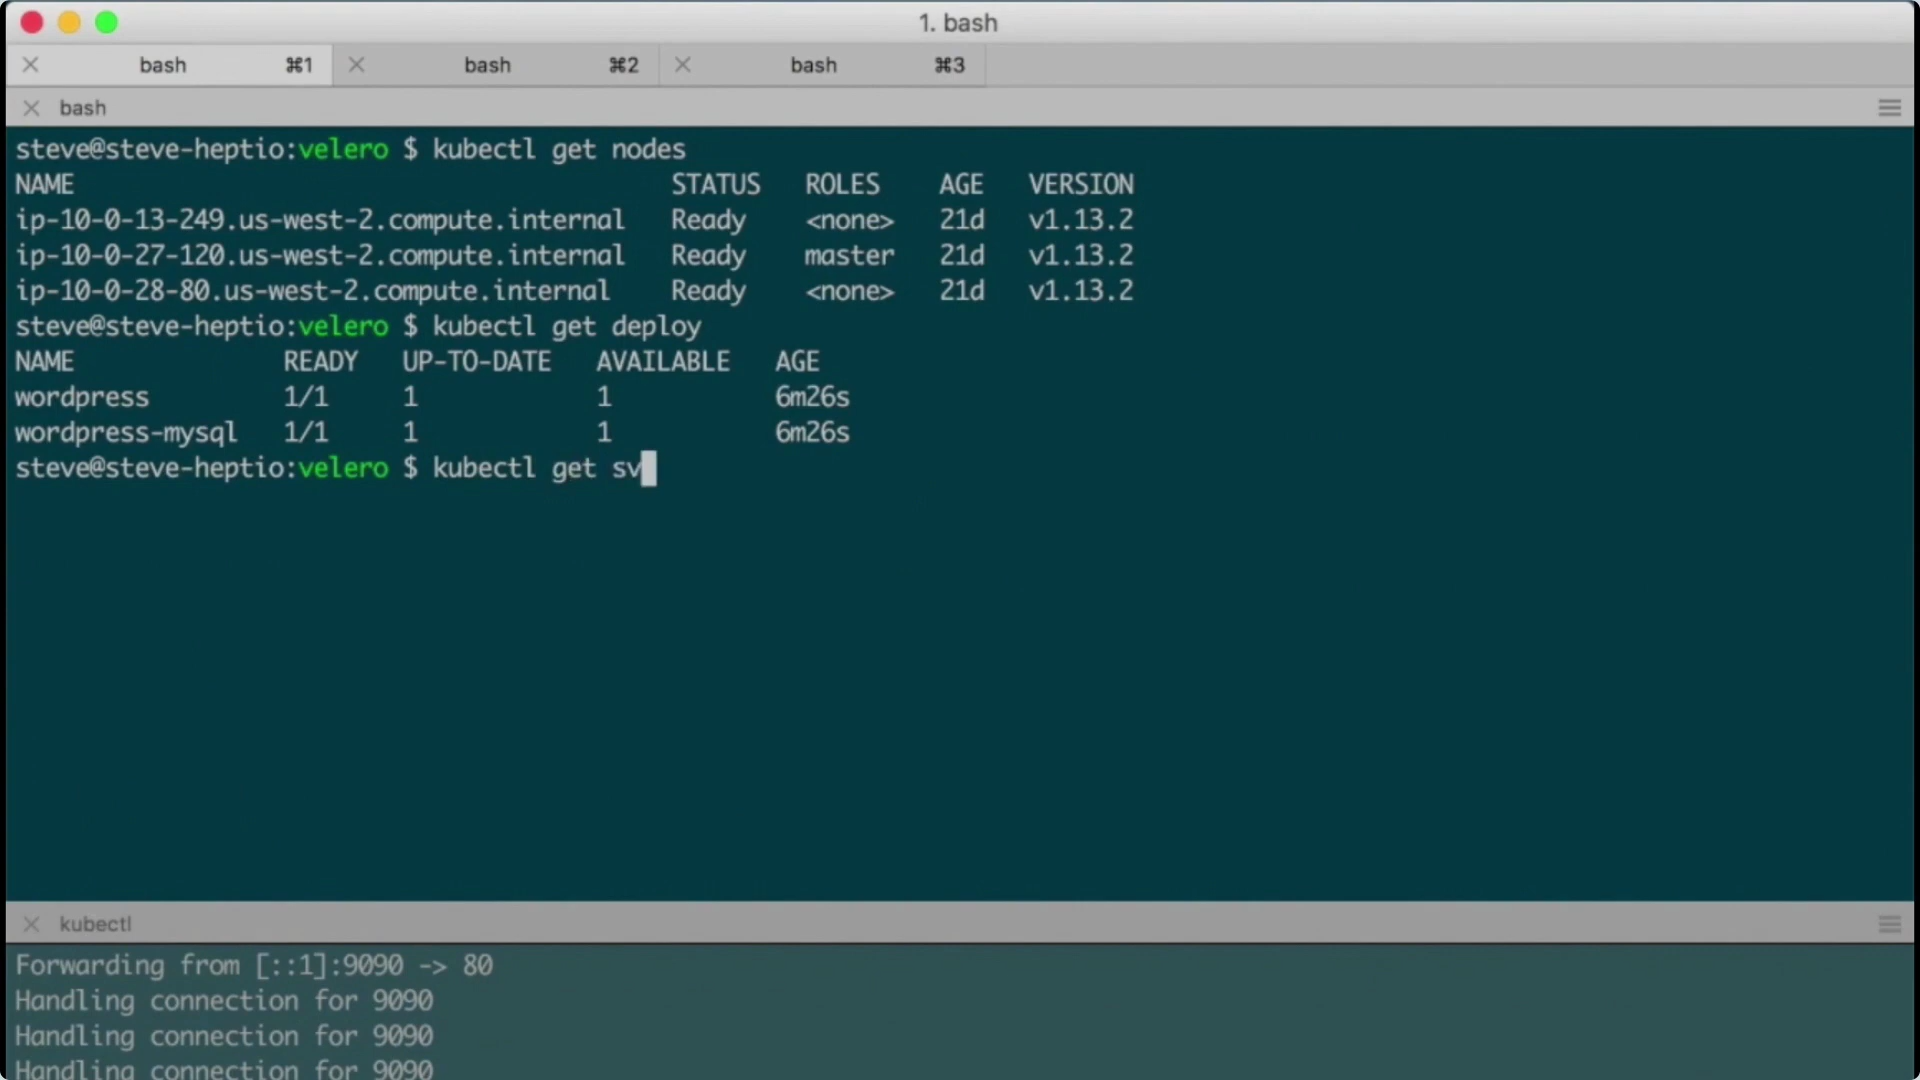 1. bash
bash ⌘1 bash ⌘2 bash ⌘3
bash
steve@steve-heptio:velero $ kubectl get nodes
NAME STATUS ROLES AGE VERSION
ip-10-0-13-249.us-west-2.compute.internal Ready <none> 21d v1.13.2
ip-10-0-27-120.us-west-2.compute.internal Ready master 21d v1.13.2
ip-10-0-28-80.us-west-2.compute.internal Ready <none> 21d v1.13.2
steve@steve-heptio:velero $ kubectl get deploy
NAME READY UP-TO-DATE AVAILABLE AGE
wordpress 1/1 1 1 6m26s
wordpress-mysql 1/1 1 1 6m26s
steve@steve-heptio:velero $ kubectl get sv
kubectl
Forwarding from [::1]:9090 -> 80
Handling connection for 9090
Handling connection for 9090
Handling connection for 9090